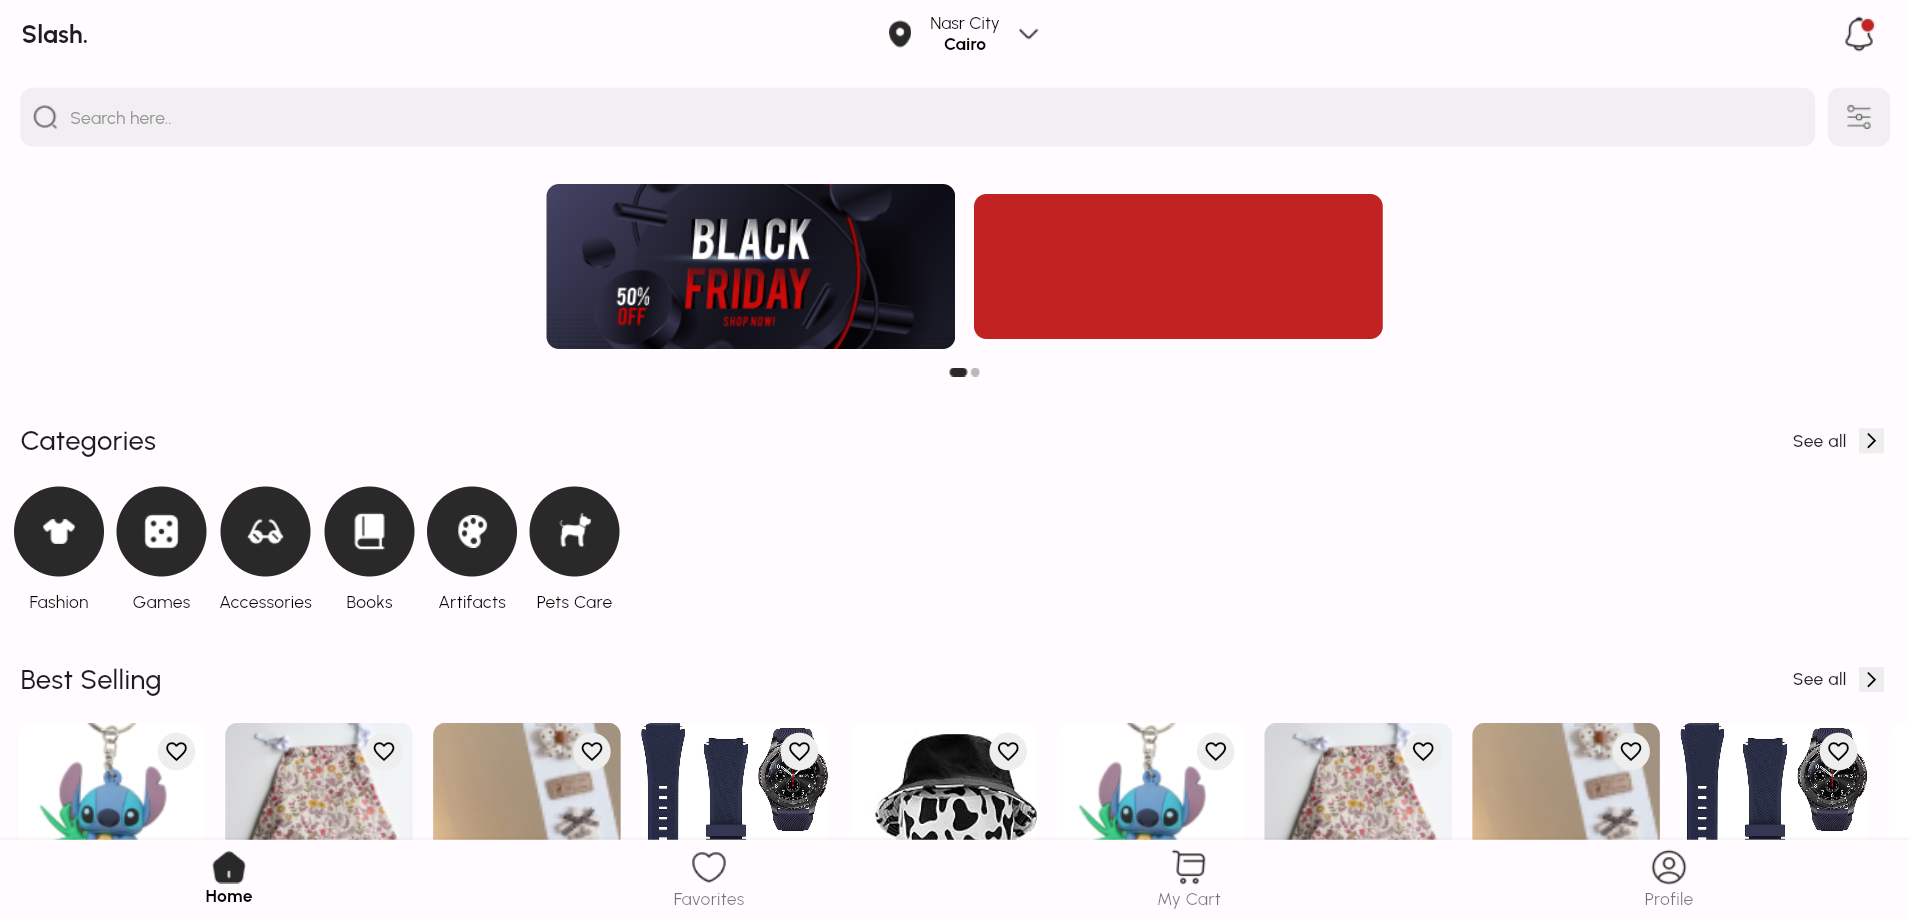 Slash.
Nasr City
Cairo
Search here..
BLACK
FRIDAY
50%
OFF
SHOP NOW!
Categories
See all
Fashion
Games
Accessories
Books
Artifacts
Pets Care
Best Selling
See all
Home
Favorites
My Cart
Profile